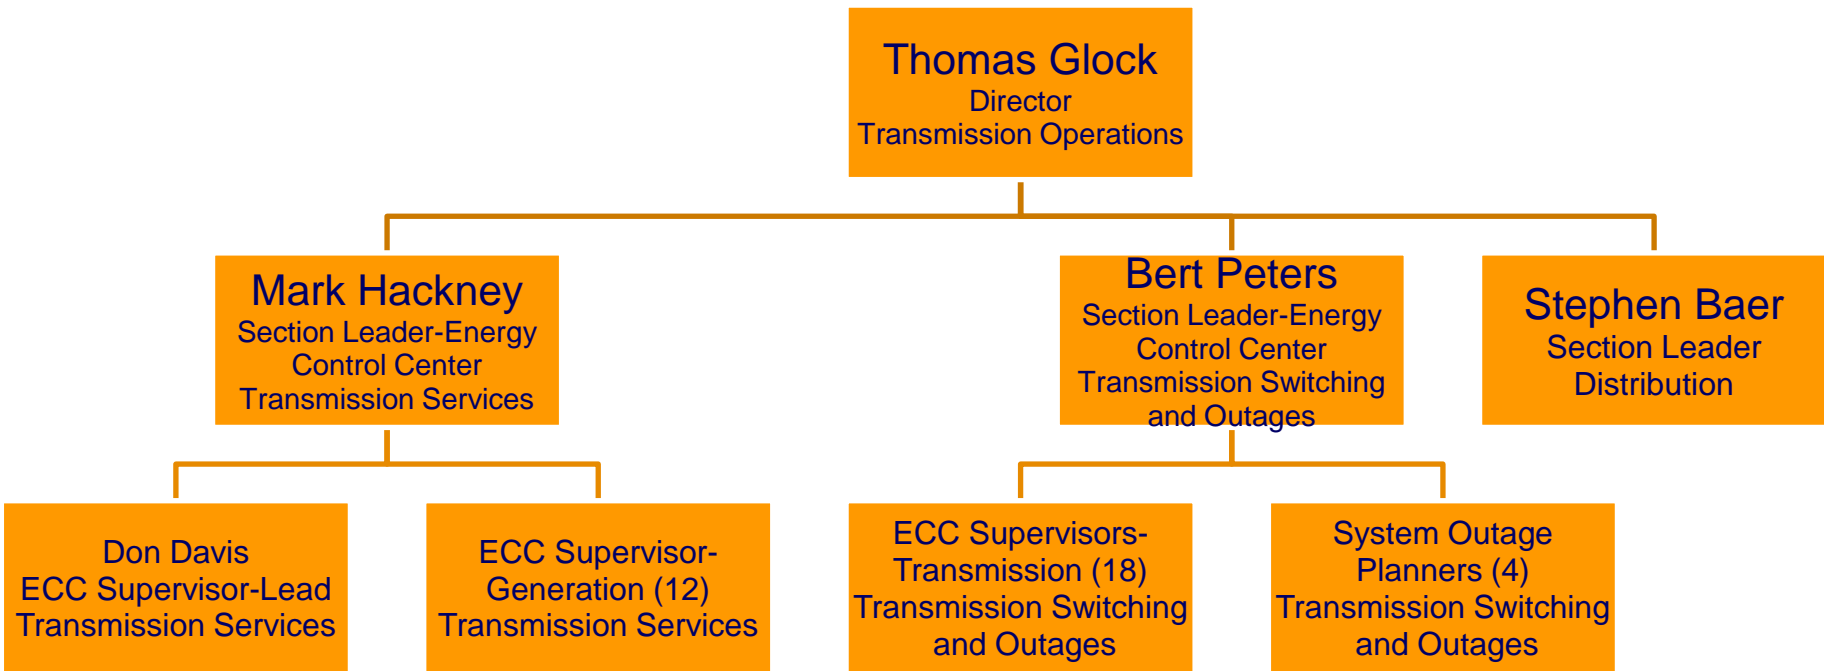 Thomas Glock
Director
Transmission Operations
Mark Hackney
Section Leader-Energy
Control Center
Transmission Services
Bert Peters
Section Leader-Energy
Control Center
Transmission Switching
and Outages
Stephen Baer
Section Leader
Distribution
Don Davis
ECC Supervisor-Lead
Transmission Services
ECC Supervisor-
Generation (12)
Transmission Services
ECC Supervisors-
Transmission (18)
Transmission Switching
and Outages
System Outage
Planners (4)
Transmission Switching
and Outages